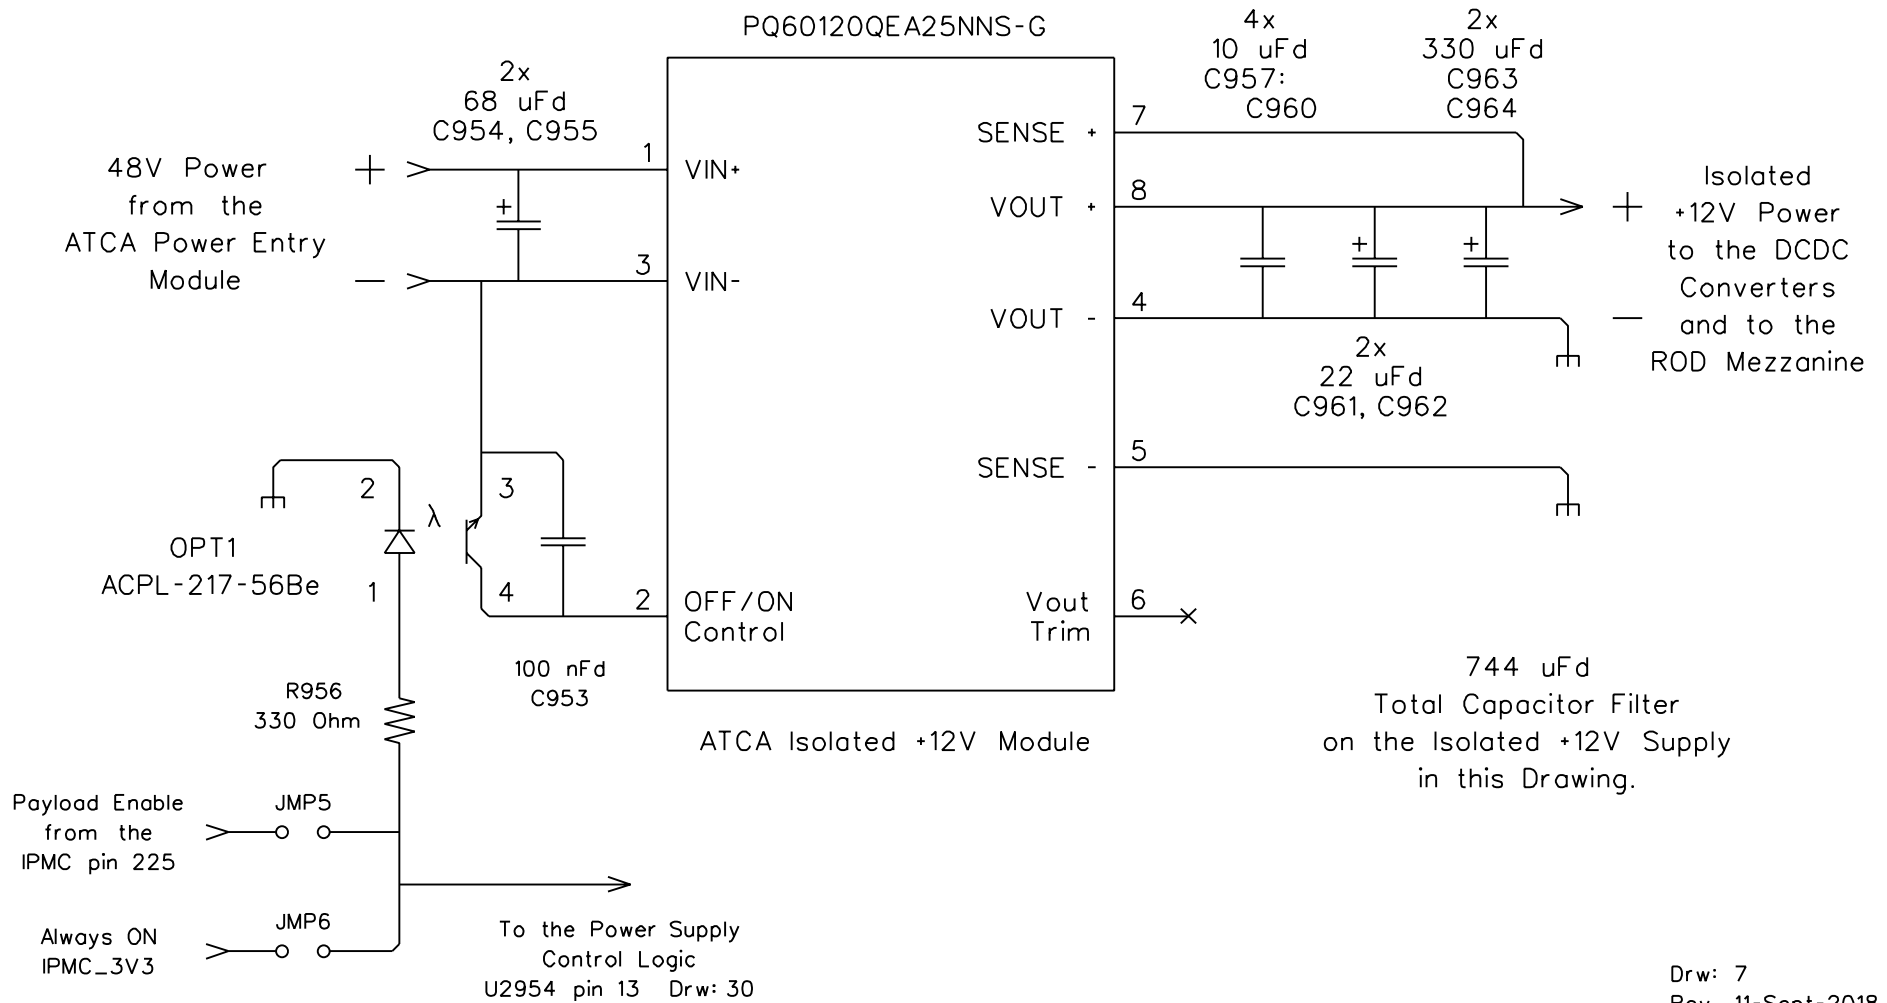 PQ60120QEA25NNS-G
2x
68 uFd
C954, C955
4x
10 uFd
C957:
C960
2x
330 uFd
C963
C964
48V Power
from the
ATCA Power Entry
Module
+
−
+
1
VIN+
3
VIN-
SENSE +
7
VOUT +
8
VOUT -
4
+
+
2x
22 uFd
C961, C962
+
−
Isolated
+12V Power
to the DCDC
Converters
and to the
ROD Mezzanine
SENSE -
5
2
λ
3
OPT1
ACPL-217-56Be
1
4
2
OFF/ON
Control
Vout
Trim
6
100 nFd
C953
R956
330 Ohm
ATCA Isolated +12V Module
744 uFd
Total Capacitor Filter
on the Isolated +12V Supply
in this Drawing.
Payload Enable
from the
IPMC pin 225
JMP5
Always ON
IPMC_3V3
JMP6
To the Power Supply
Control Logic
U2954 pin 13 Drw: 30
Drw: 7
Rev. 11-Sept-2018